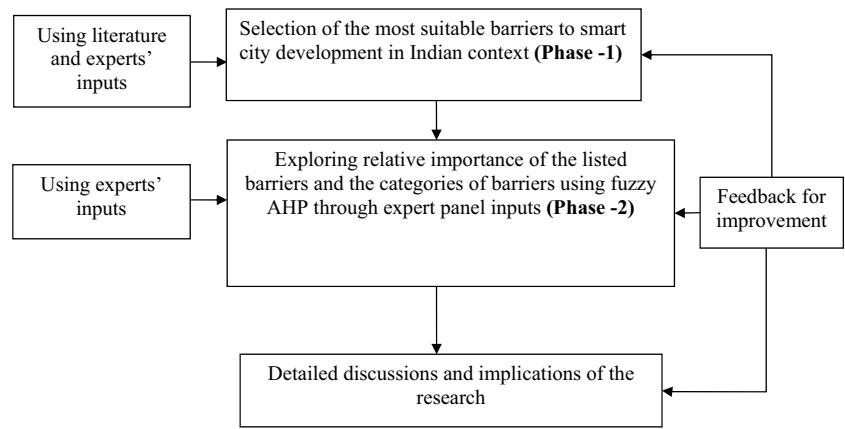 Using literature
and experts'
inputs
Selection of the most suitable barriers to smart
city development in Indian context (Phase -1)
Using experts'
inputs
Exploring relative importance of the listed
barriers and the categories of barriers using fuzzy
AHP through expert panel inputs (Phase -2)
Feedback for
improvement
Detailed discussions and implications of the
research